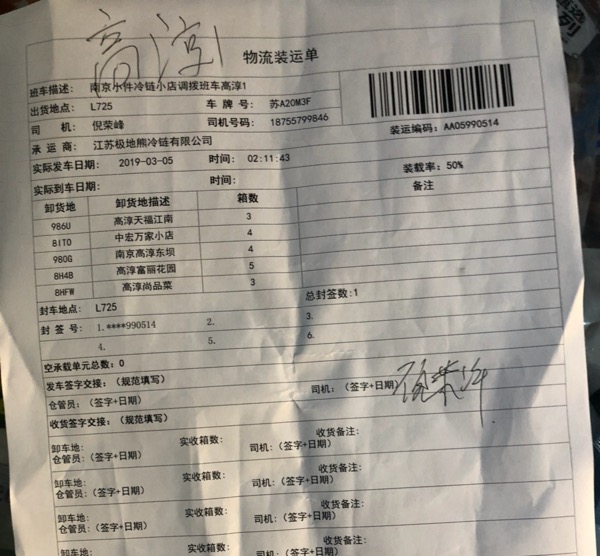 高淳
物流装运单
班车描述: 南京小件冷链小店调拨班车高淳1
出货地点: L725 车 牌 号: 苏A20M3F
司 机: 倪荣峰 司机号码: 18755799846
承 运 商: 江苏极地熊冷链有限公司
装运编码: AA05990514
实际发车日期: 2019-03-05 时间: 02:11:43 装载率: 50%
实际到车日期: 时间:
卸货地 卸货地描述 箱数 备注
986U 高淳天福江南 3
8IT0 中宏万家小店 4
980G 南京高淳东坝 4
8H4B 高淳富丽花园 5
8HFW 高淳尚品菜 3
封车地点: L725 总封签数:1
封 签 号: 1.****990514 2. 3.
4. 5. 6.
空承载单元总数: 0
发车签字交接: (规范填写)
仓管员: (签字+日期) 司机: (签字+日期)
收货签字交接: (规范填写)
卸车地: 实收箱数: 收货备注:
仓管员: (签字+日期) 司机: (签字+日期)
卸车地: 实收箱数: 收货备注:
仓管员: (签字+日期) 司机: (签字+日期)
卸车地: 实收箱数: 收货备注:
仓管员: (签字+日期) 司机: (签字+日期)
卸车地: 实收箱数: 收货备注: